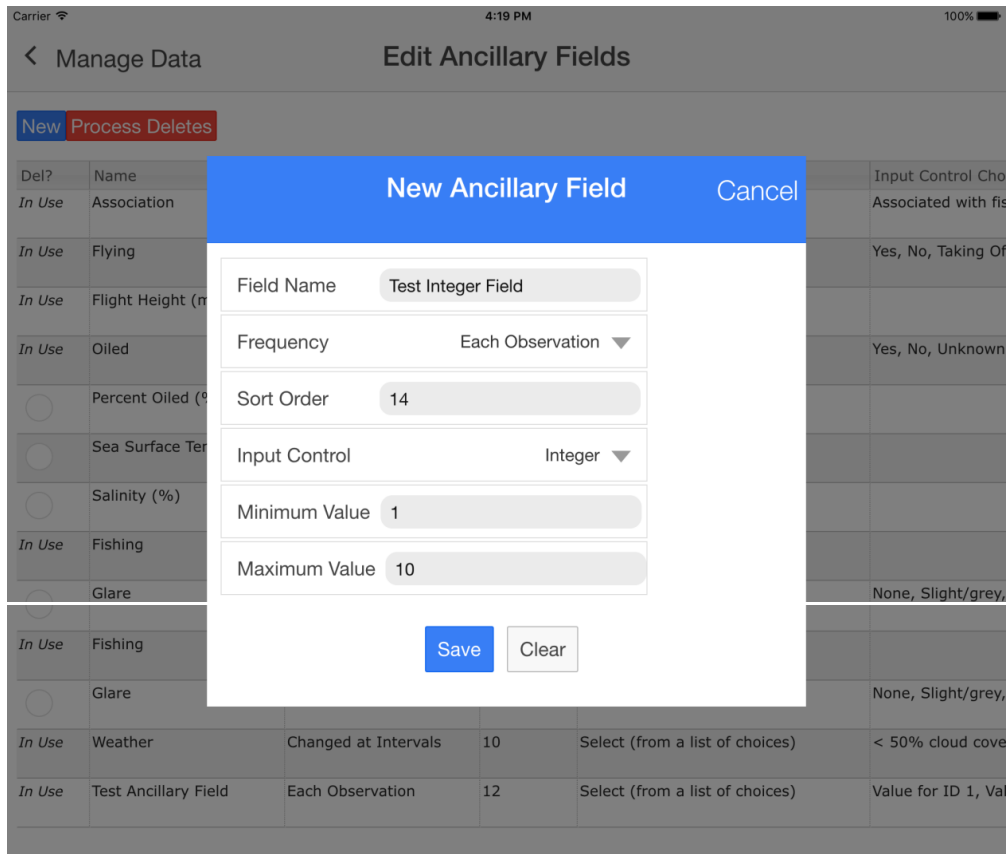 Carrier 4:19 PM 100%
Manage Data Edit Ancillary Fields
New Process Deletes
Del? Name Input Control Cho
In Use Association Associated with fis
In Use Flying Yes, No, Taking Of
In Use Flight Height (m
In Use Oiled Yes, No, Unknown
Percent Oiled (%
Sea Surface Ter
Salinity (%)
In Use Fishing
Glare None, Slight/grey,
In Use Fishing
Glare None, Slight/grey,
In Use Weather Changed at Intervals 10 Select (from a list of choices) < 50% cloud cove
In Use Test Ancillary Field Each Observation 12 Select (from a list of choices) Value for ID 1, Val
New Ancillary Field Cancel
Field Name Test Integer Field
Frequency Each Observation
Sort Order 14
Input Control Integer
Minimum Value 1
Maximum Value 10
Save Clear